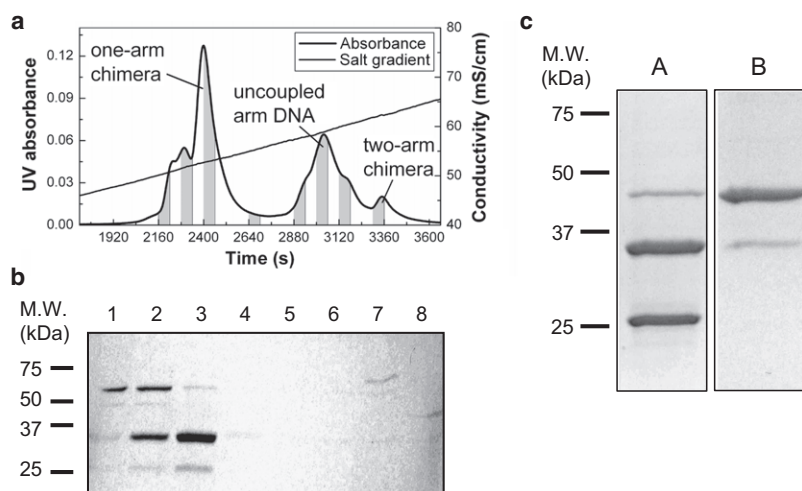 a
0.12
0.09
0.06
0.03
0.00
UV absorbance
one-arm
chimera
uncoupled
arm DNA
two-arm
chimera
Absorbance
Salt gradient
80
75
70
65
60
55
50
45
40
Conductivity (mS/cm)
1920 2160 2400 2640 2880 3120 3360 3600
Time (s)
b
M.W.
(kDa)
1 2 3 4 5 6 7 8
75
50
37
25
c
M.W.
(kDa)
A B
75
50
37
25